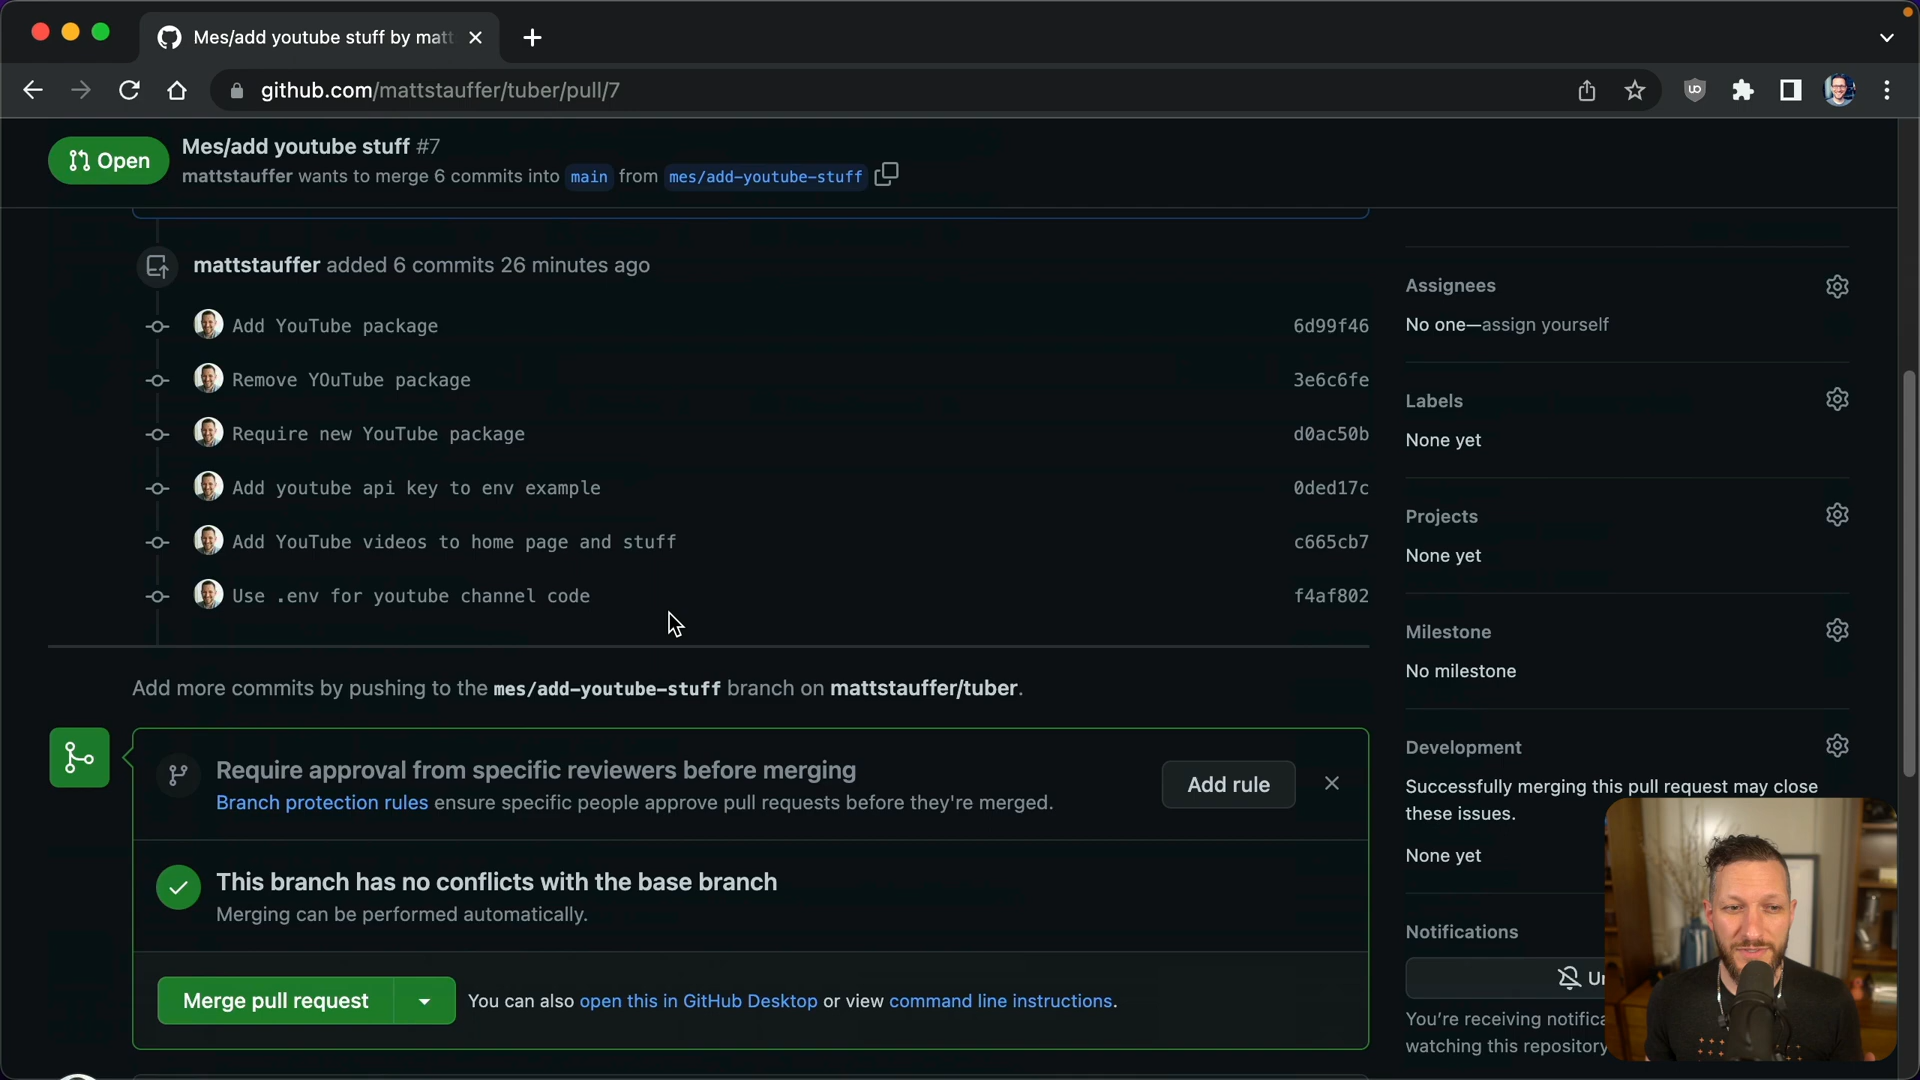 Mes/add youtube stuff by matt
github.com/mattstauffer/tuber/pull/7
Open
Mes/add youtube stuff #7
mattstauffer wants to merge 6 commits into main from mes/add-youtube-stuff
mattstauffer added 6 commits 26 minutes ago
Add YouTube package 6d99f46
Remove YOuTube package 3e6c6fe
Require new YouTube package d0ac50b
Add youtube api key to env example 0ded17c
Add YouTube videos to home page and stuff c665cb7
Use .env for youtube channel code f4af802
Add more commits by pushing to the mes/add-youtube-stuff branch on mattstauffer/tuber.
Require approval from specific reviewers before merging
Branch protection rules ensure specific people approve pull requests before they're merged.
Add rule
This branch has no conflicts with the base branch
Merging can be performed automatically.
Merge pull request
You can also open this in GitHub Desktop or view command line instructions.
Assignees
No one—assign yourself
Labels
None yet
Projects
None yet
Milestone
No milestone
Development
Successfully merging this pull request may close
these issues.
None yet
Notifications
Un
You're receiving notifica
watching this repository